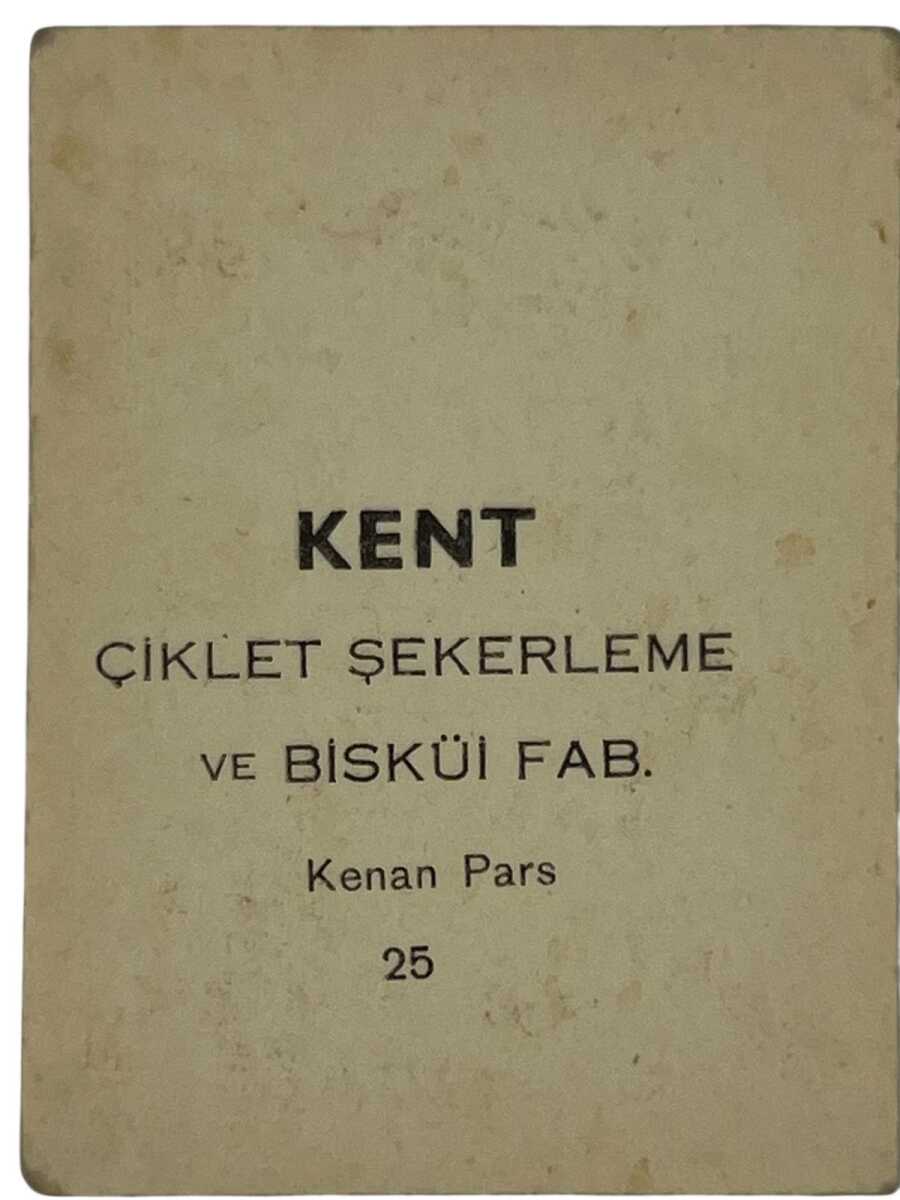 KENT
ÇİKLET ŞEKERLEME
VE BİSKÜİ FAB.
Kenan Pars
25